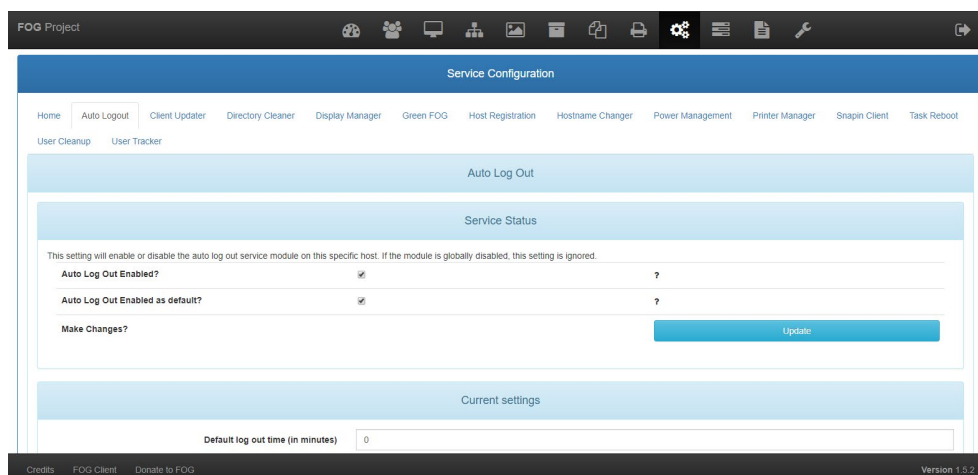 FOG Project
Service Configuration
Home Auto Logout Client Updater Directory Cleaner Display Manager Green FOG Host Registration Hostname Changer Power Management Printer Manager Snapin Client Task Reboot
User Cleanup User Tracker
Auto Log Out
Service Status
This setting will enable or disable the auto log out service module on this specific host. If the module is globally disabled, this setting is ignored.
Auto Log Out Enabled? ?
Auto Log Out Enabled as default? ?
Make Changes? Update
Current settings
Default log out time (in minutes) 0
Credits FOG Client Donate to FOG Version 1.5.2